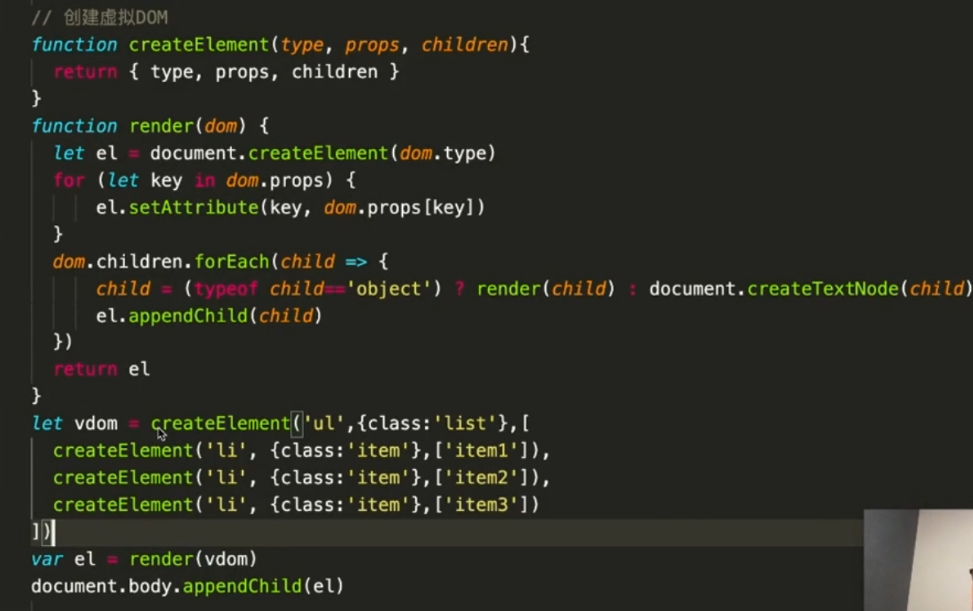 // 创建虚拟DOM
function createElement(type, props, children){
return { type, props, children }
}
function render(dom) {
let el = document.createElement(dom.type)
for (let key in dom.props) {
el.setAttribute(key, dom.props[key])
}
dom.children.forEach(child => {
child = (typeof child=='object') ? render(child) : document.createTextNode(child)
el.appendChild(child)
})
return el
}
let vdom = createElement('ul',{class:'list'},[
createElement('li', {class:'item'},['item1']),
createElement('li', {class:'item'},['item2']),
createElement('li', {class:'item'},['item3'])
])
var el = render(vdom)
document.body.appendChild(el)